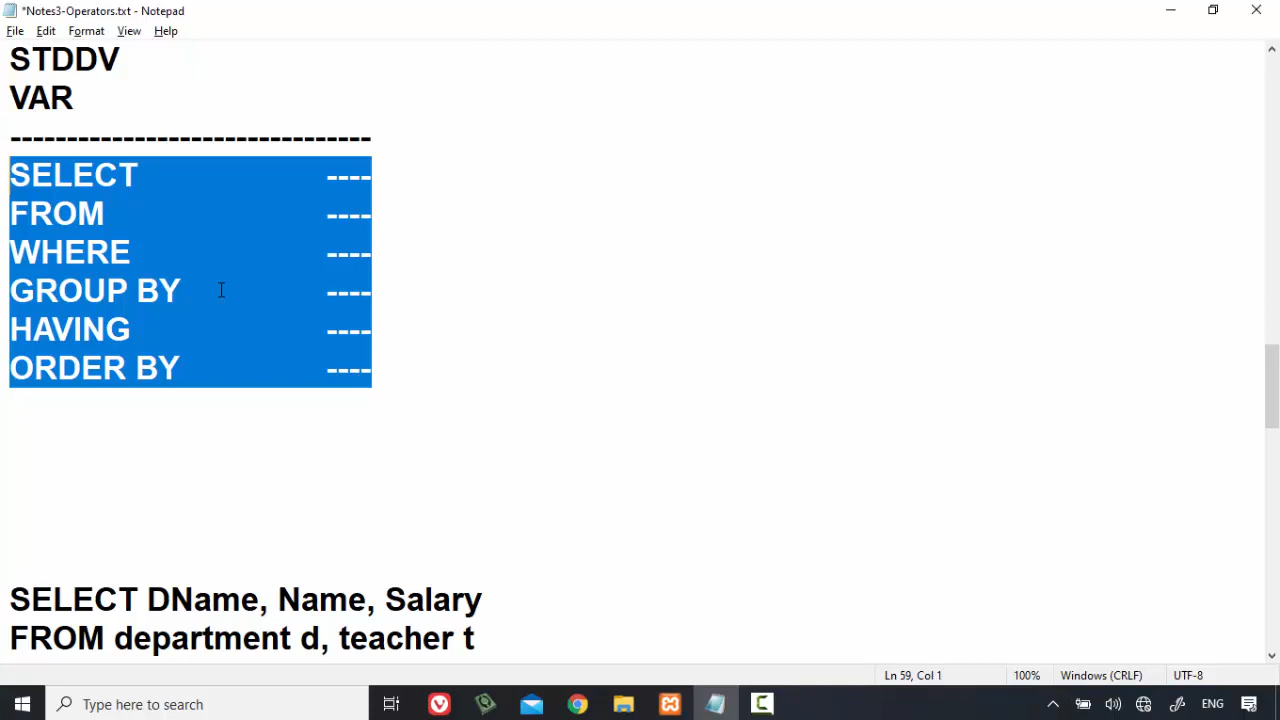 *Notes3-Operators.txt - Notepad
File Edit Format View Help
STDDV
VAR
--------------------------------
SELECT ----
FROM ----
WHERE ----
GROUP BY ----
HAVING ----
ORDER BY ----
SELECT DName, Name, Salary
FROM department d, teacher t
Ln 59, Col 1 100% Windows (CRLF) UTF-8
Type here to search ENG